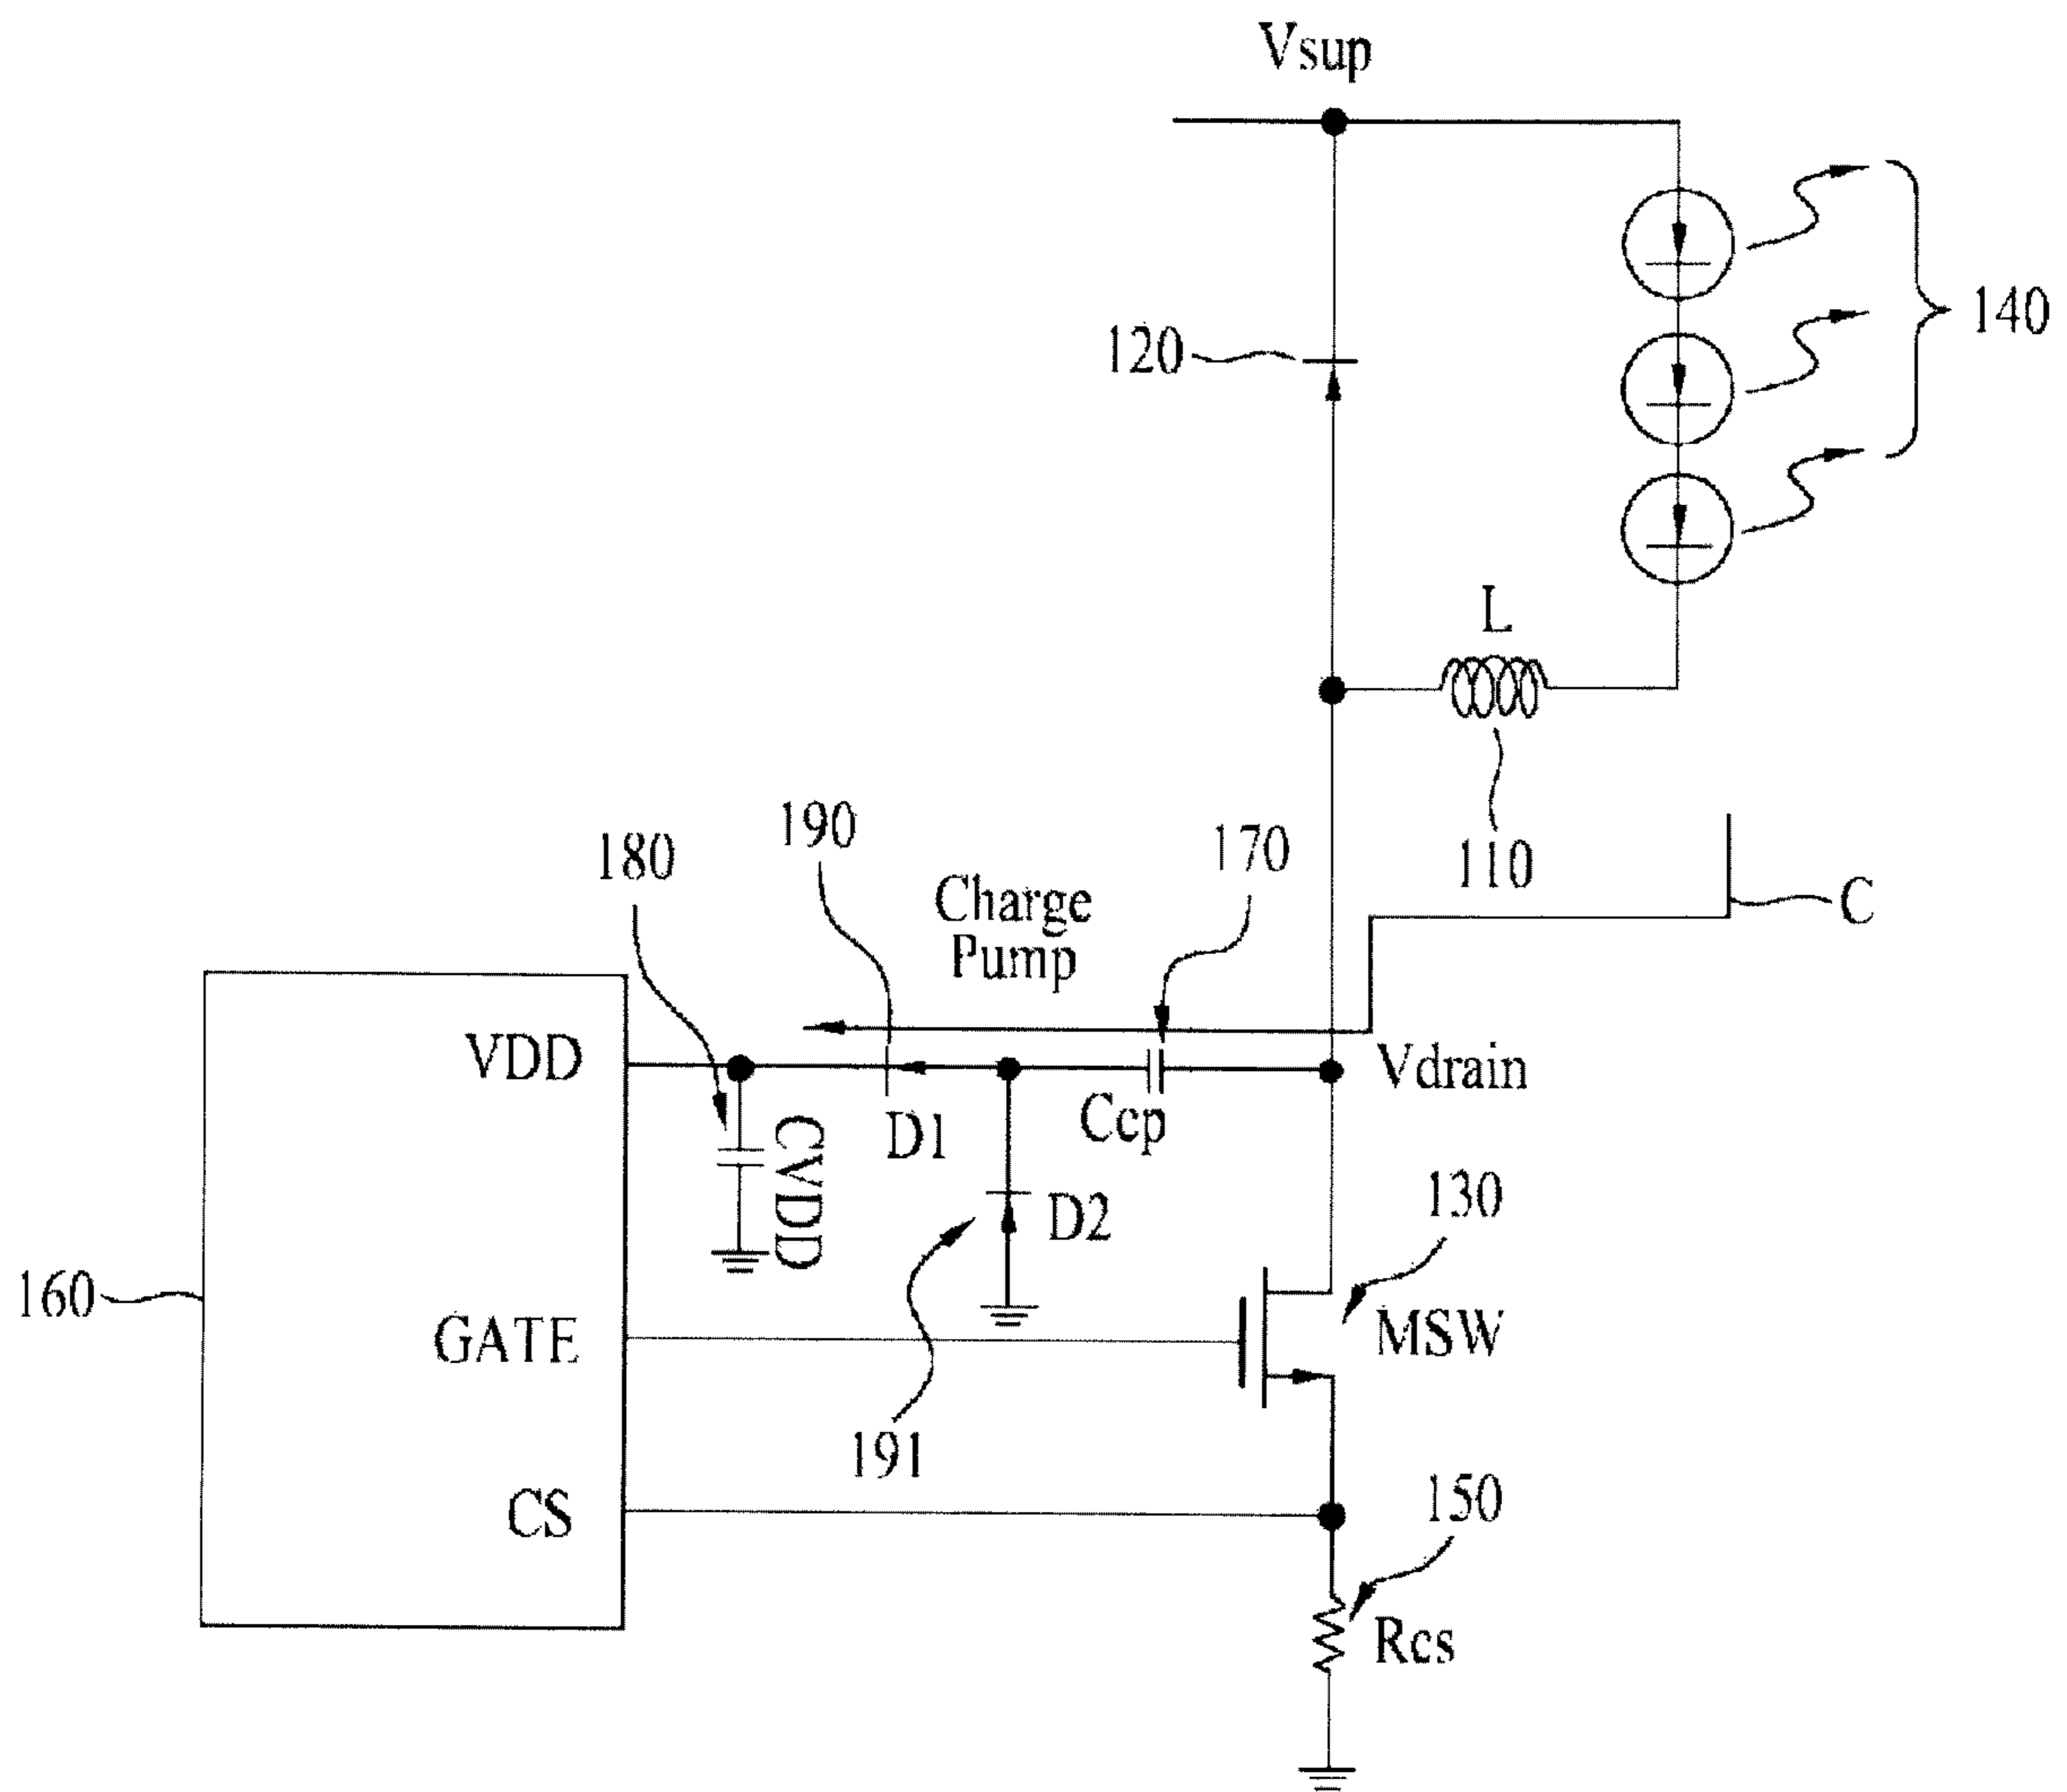 Vsup
140
120
L
110
190
180
170
Charge
Pump
C
VDD
Vdrain
Ccp
D1
CVDD
D2
130
160
GATE
MSW
191
CS
150
Rcs